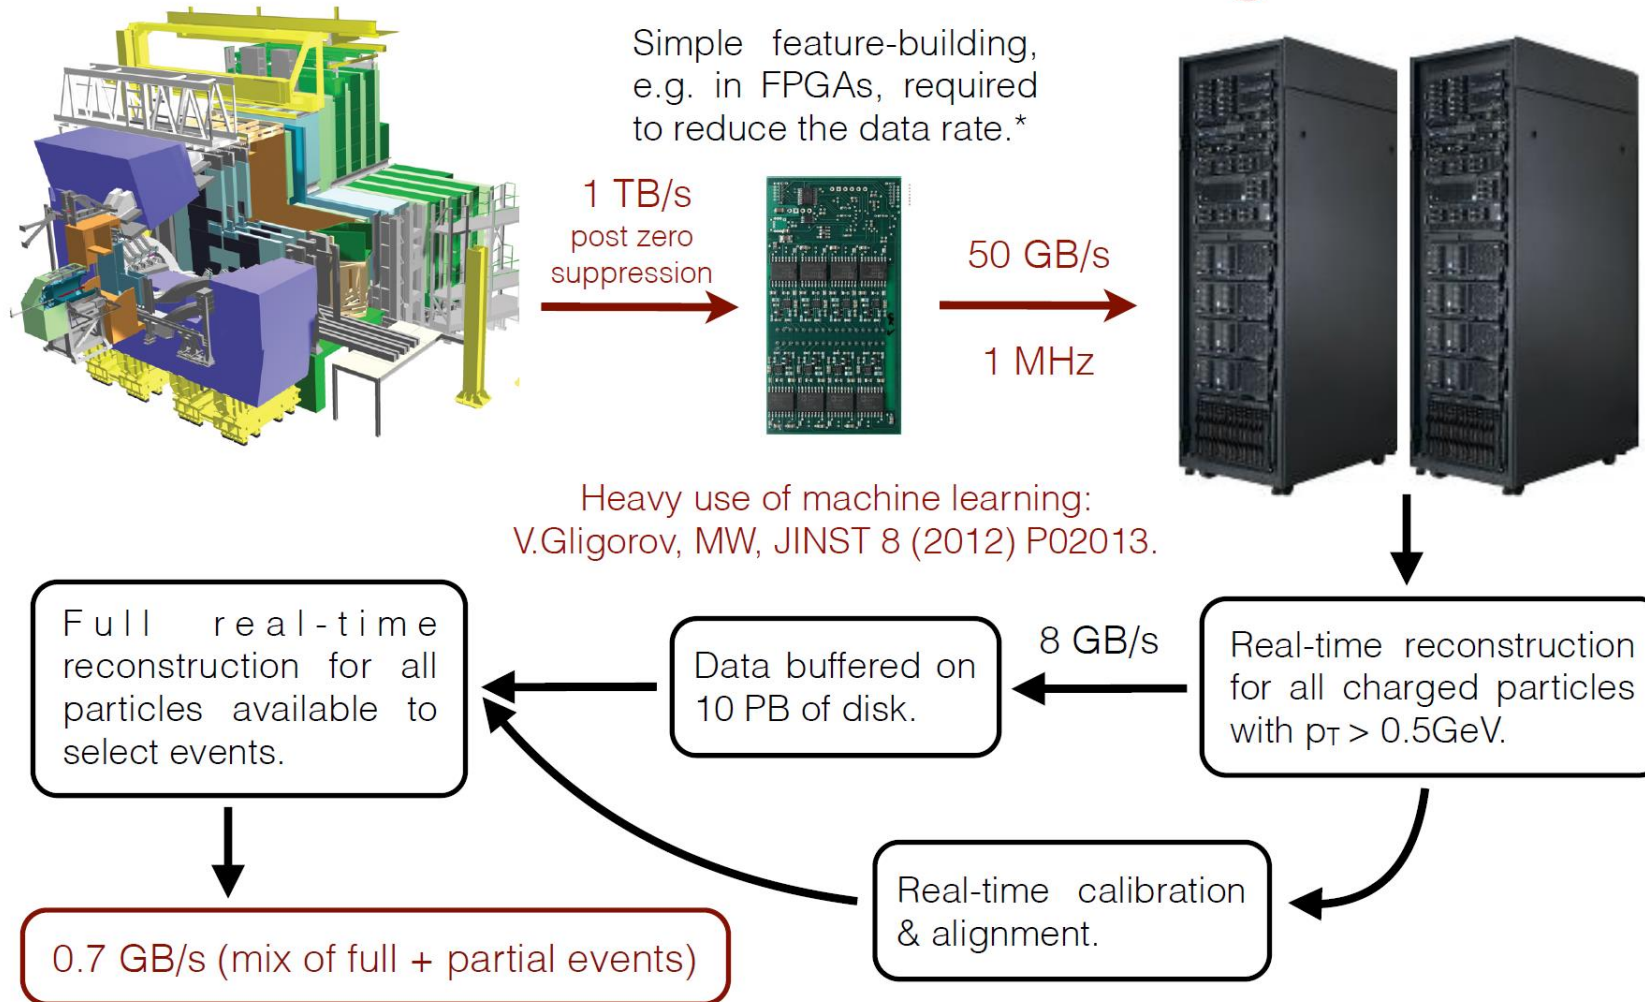 Simple feature-building,
e.g. in FPGAs, required
to reduce the data rate.*
1 TB/s
post zero
suppression
50 GB/s
1 MHz
Heavy use of machine learning:
V.Gligorov, MW, JINST 8 (2012) P02013.
Real-time reconstruction
for all charged particles
with pT > 0.5GeV.
8 GB/s
Data buffered on
10 PB of disk.
Full real-time
reconstruction for all
particles available to
select events.
Real-time calibration
& alignment.
0.7 GB/s (mix of full + partial events)